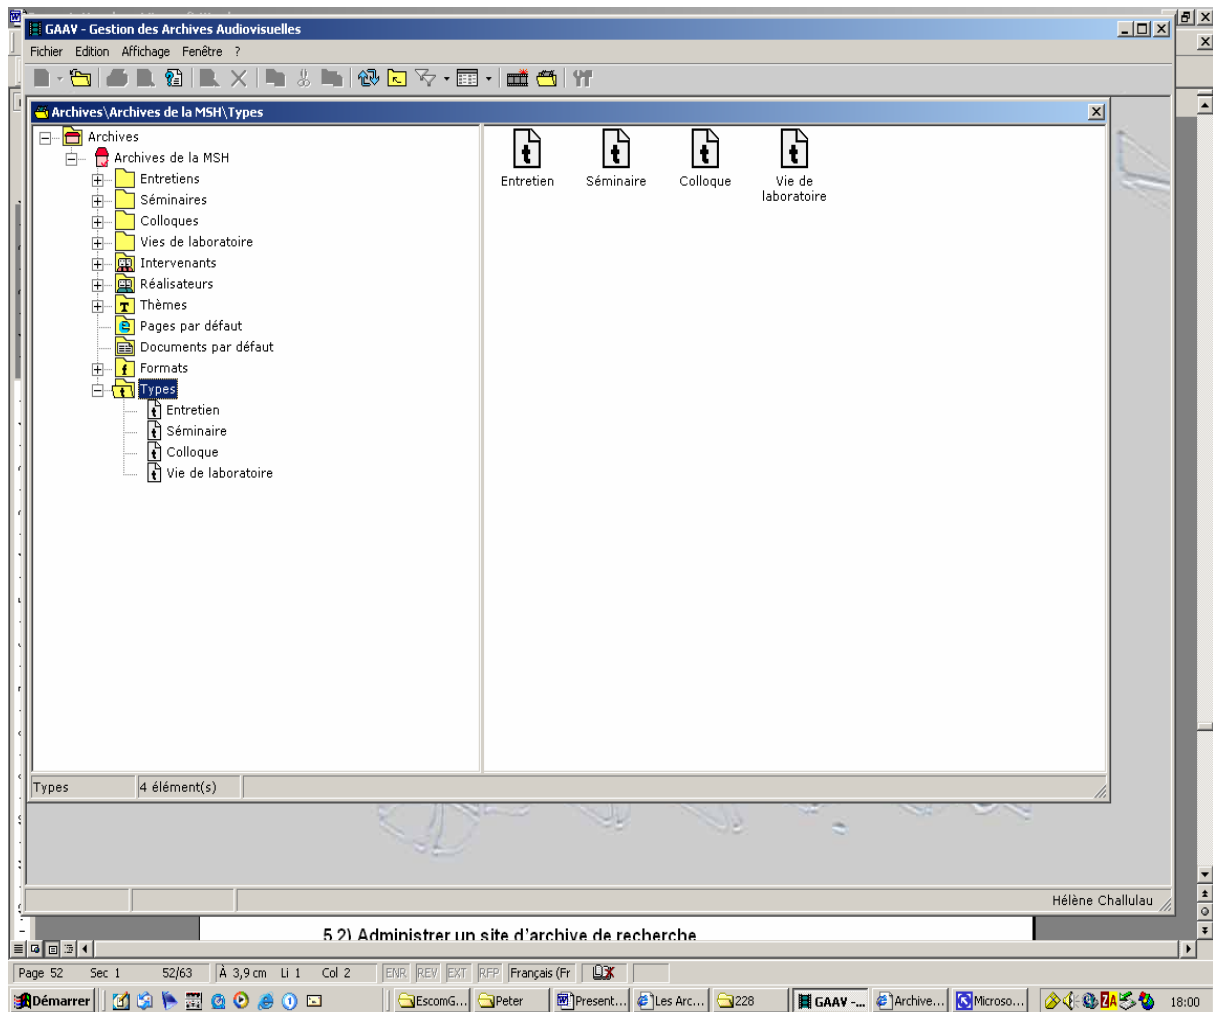 GAAV - Gestion des Archives Audiovisuelles
Fichier Edition Affichage Fenêtre ?
Archives\Archives de la MSH\Types
Archives
Archives de la MSH
Entretiens
Séminaires
Colloques
Vies de laboratoire
Intervenants
Réalisateurs
Thèmes
Pages par défaut
Documents par défaut
Formats
Types
Entretien
Séminaire
Colloque
Vie de laboratoire
Entretien Séminaire Colloque Vie de
laboratoire
Types 4 élément(s)
Hélène Challulau
5.2) Administrer un site d'archive de recherche
Page 52 Sec 1 52/63 À 3,9 cm Li 1 Col 2 ENR REV EXT RFP Français (Fr
Démarrer EscomG... Peter Present... Les Arc... 228 GAAV -... Archive... Microso... 18:00